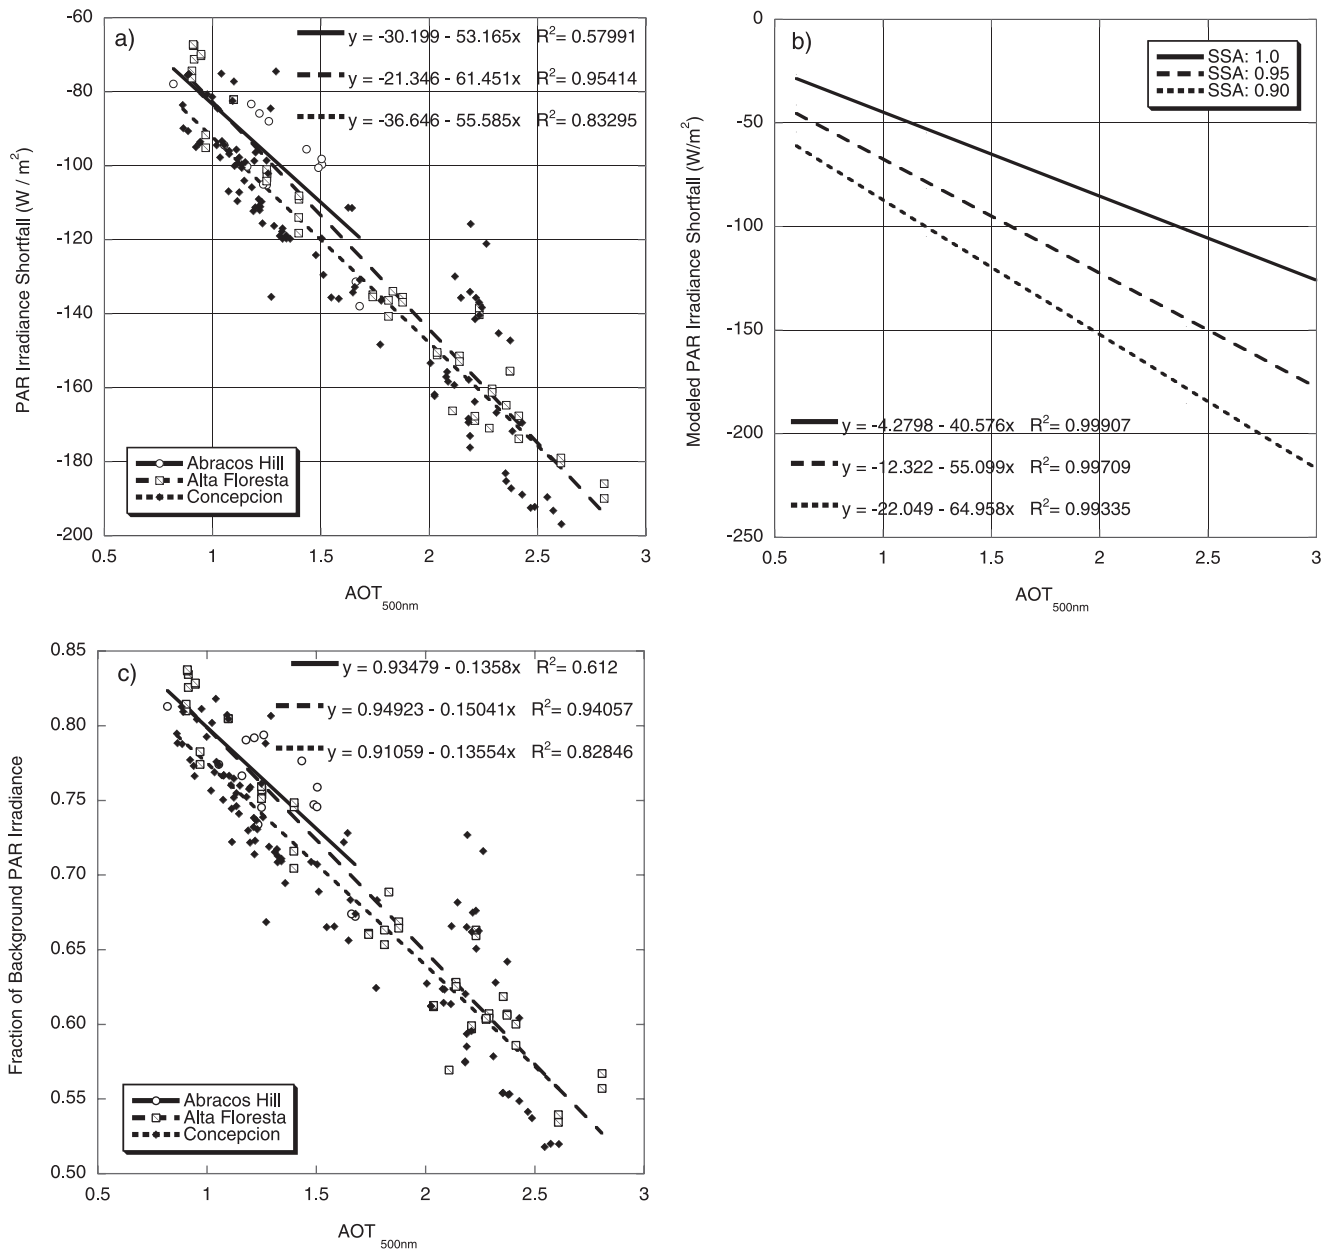 a)
y = -30.199 - 53.165x R2= 0.57991
y = -21.346 - 61.451x R2= 0.95414
y = -36.646 - 55.585x R2= 0.83295
-60
-80
-100
-120
-140
-160
-180
-200
PAR Irradiance Shortfall (W / m2)
Abracos Hill
Alta Floresta
Concepcion
0.5 1 1.5 2 2.5 3
AOT500nm
b)
SSA: 1.0
SSA: 0.95
SSA: 0.90
0
-50
-100
-150
-200
-250
Modeled PAR Irradiance Shortfall (W/m2)
y = -4.2798 - 40.576x R2= 0.99907
y = -12.322 - 55.099x R2= 0.99709
y = -22.049 - 64.958x R2= 0.99335
0.5 1 1.5 2 2.5 3
AOT500nm
c)
y = 0.93479 - 0.1358x R2= 0.612
y = 0.94923 - 0.15041x R2= 0.94057
y = 0.91059 - 0.13554x R2= 0.82846
0.85
0.80
0.75
0.70
0.65
0.60
0.55
0.50
Fraction of Background PAR Irradiance
Abracos Hill
Alta Floresta
Concepcion
0.5 1 1.5 2 2.5 3
AOT500nm